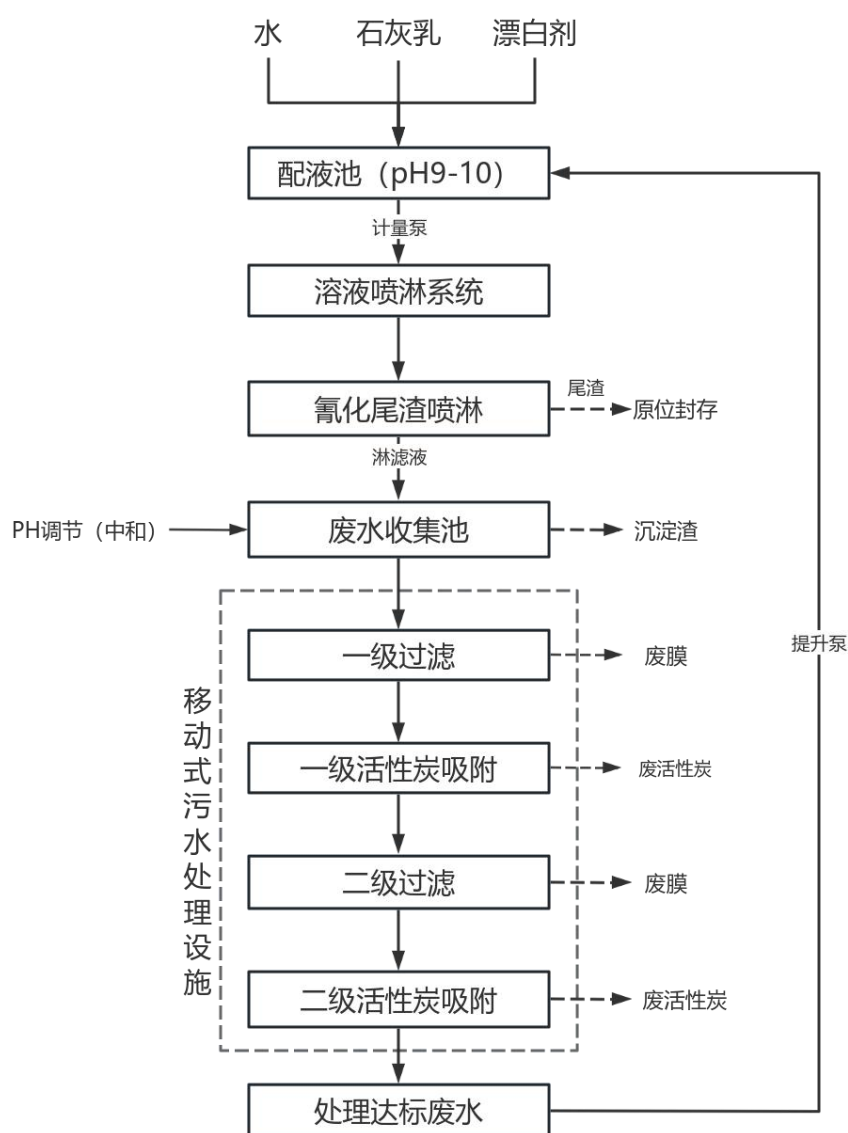 水 石灰乳 漂白剂
配液池（pH9-10）
计量泵
溶液喷淋系统
氰化尾渣喷淋
尾渣
原位封存
淋滤液
PH调节（中和）
废水收集池
沉淀渣
提升泵
移动式污水处理设施
一级过滤
废膜
一级活性炭吸附
废活性炭
二级过滤
废膜
二级活性炭吸附
废活性炭
处理达标废水